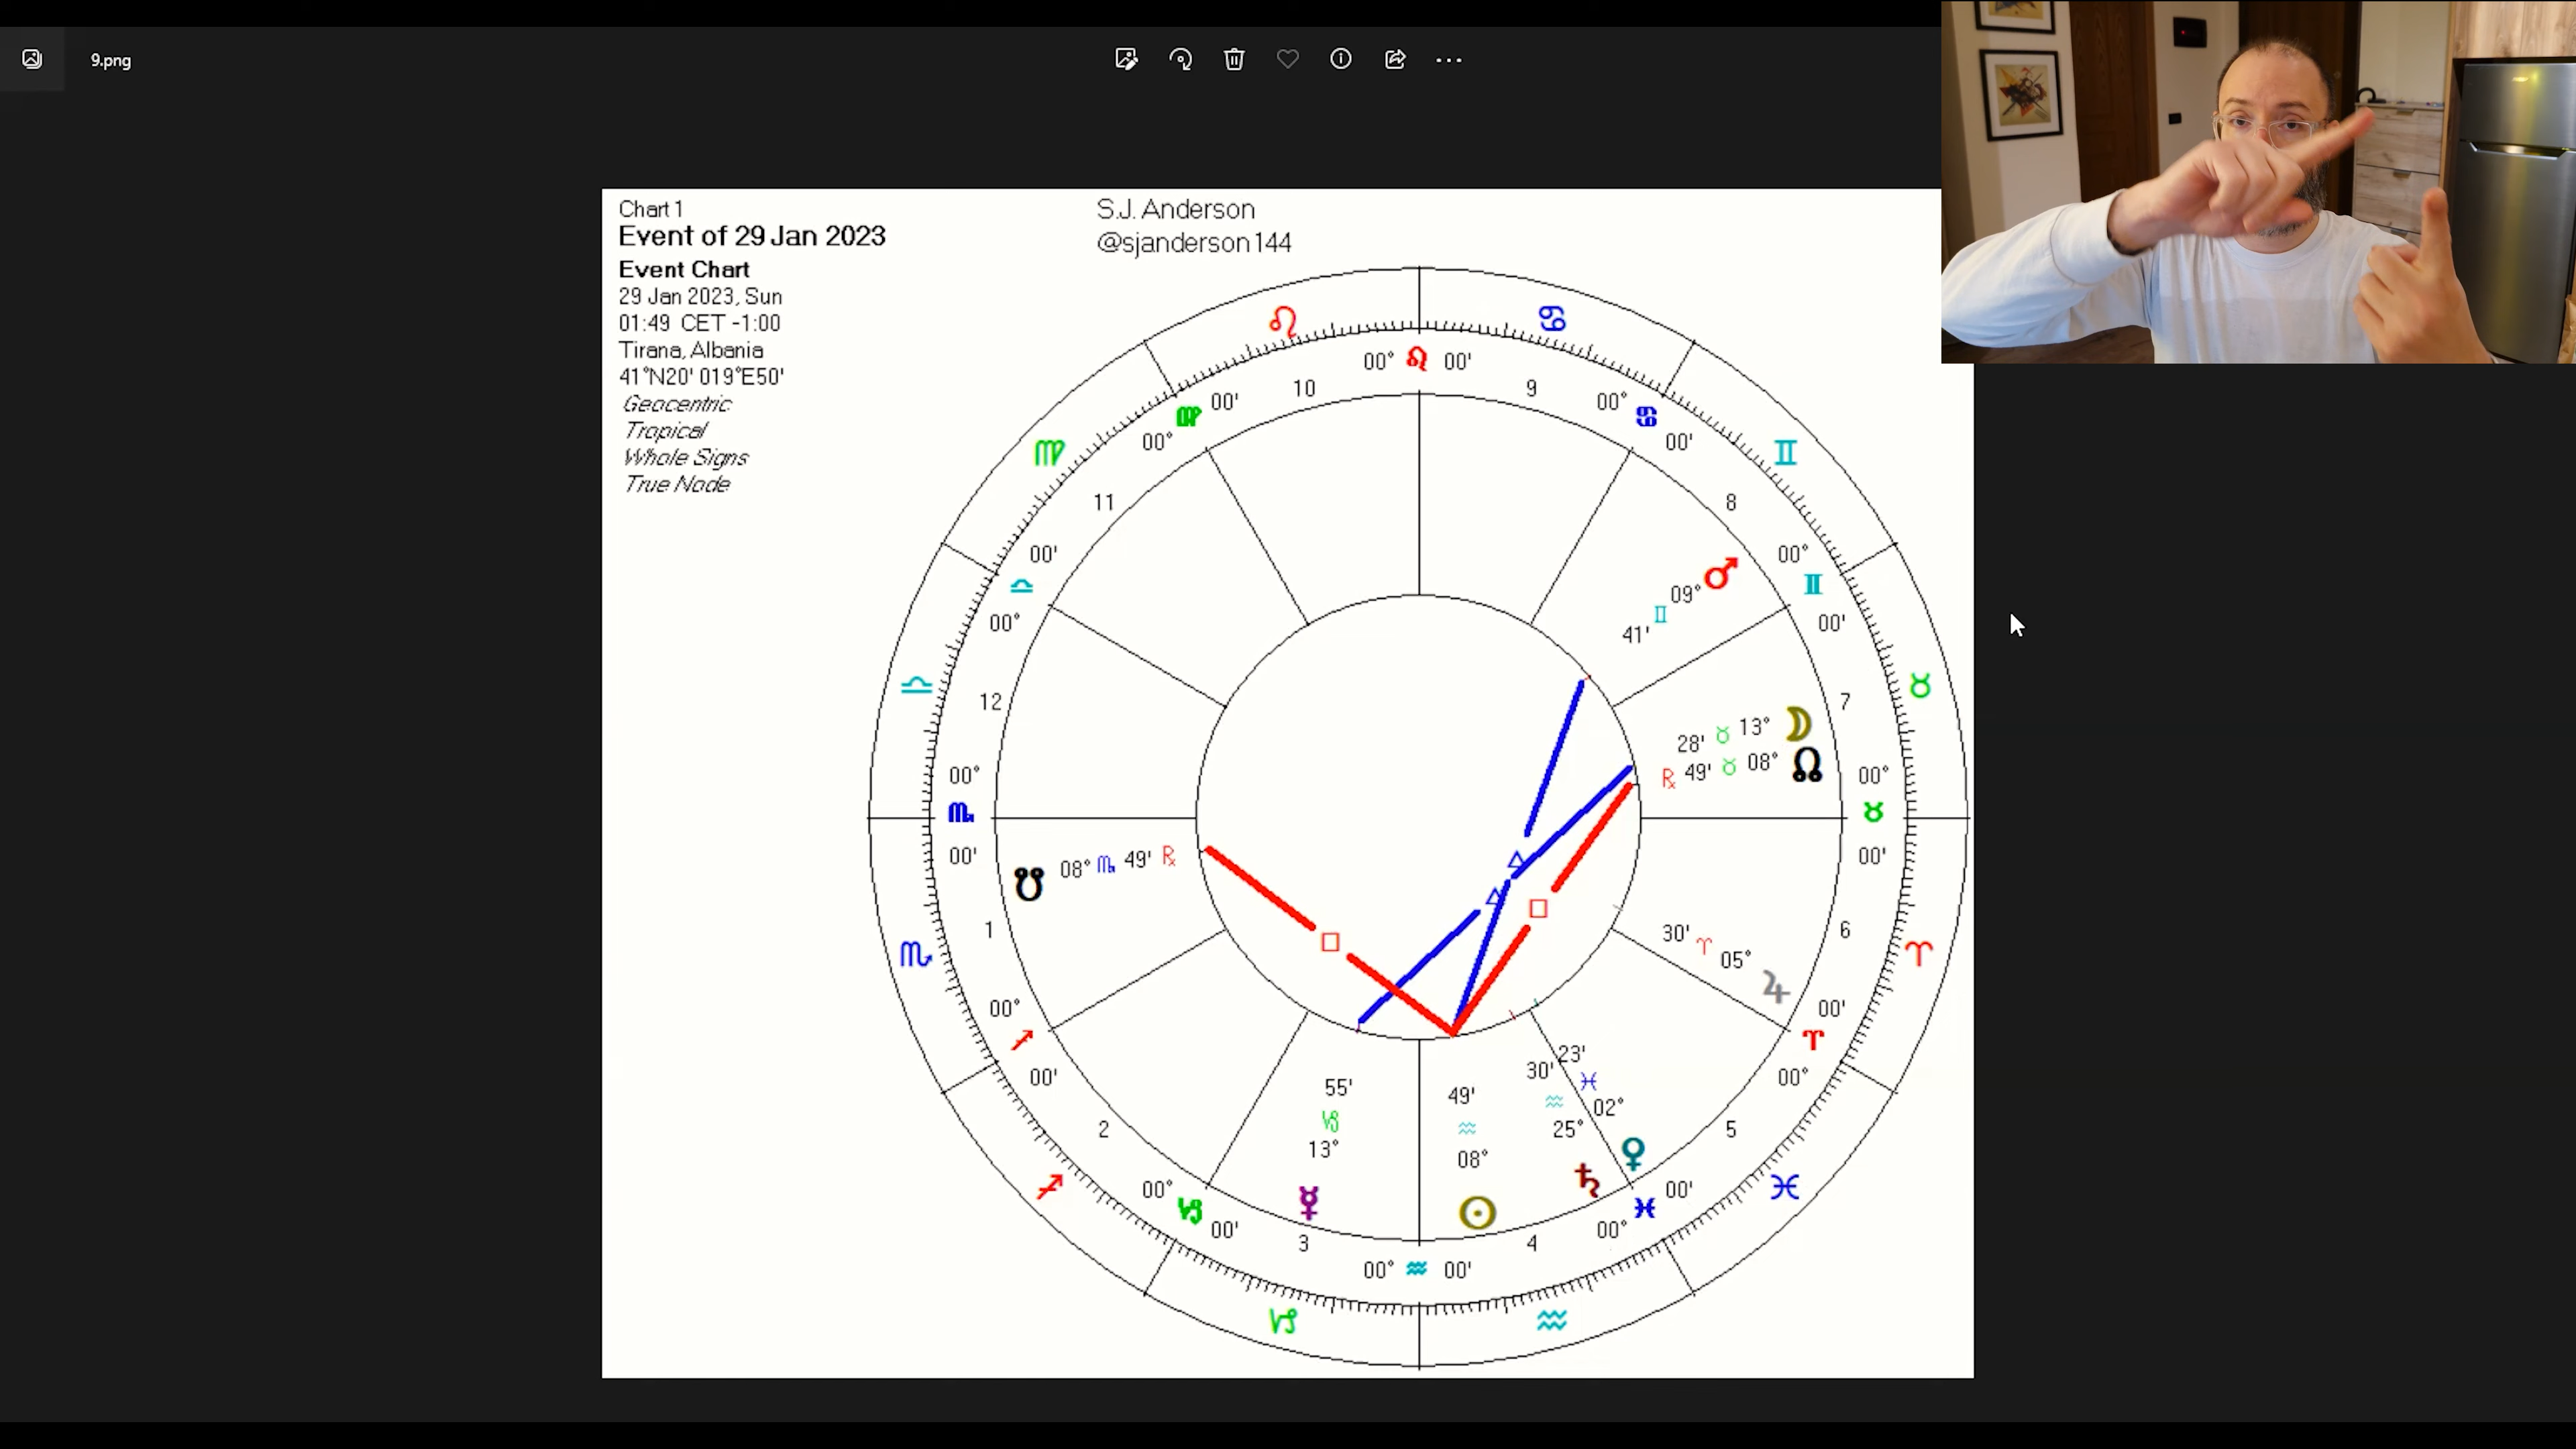 9.png
Chart 1
Event of 29 Jan 2023
Event Chart
29 Jan 2023, Sun
01:49 CET -1:00
Tirana, Albania
41°N20' 019°E50'
Geocentric
Tropical
Whole Signs
True Node
S.J. Anderson
@sjanderson144
♌ ♋
00° ♌ 00'
10 9
00° ♍ 00'
00° ♋ 00'
♍ ♊
11 8
00° ♎ 00'
00° ♊ 00'
09° ♊ 41' ♂
♎ ♉
12 7
28' ♉ 13° ☽
℞ 49' ♉ 08° ☊
00° ♏ 00'
00° ♉ 00'
☋ 08° ♏ 49' ℞
1 6
30' ♈ 05° ♃
♏ ♈
00° ♐ 00'
00' ♈ 00°
55' ♑ 13° ☿
49' ♒ 08° ☉
30' ♒ 25° ♄
23' ♓ 02° ♀
2 5
♐ ♓
00° ♑ 00'
00° ♓ 00'
3 4
00° ♒ 00'
♑ ♒